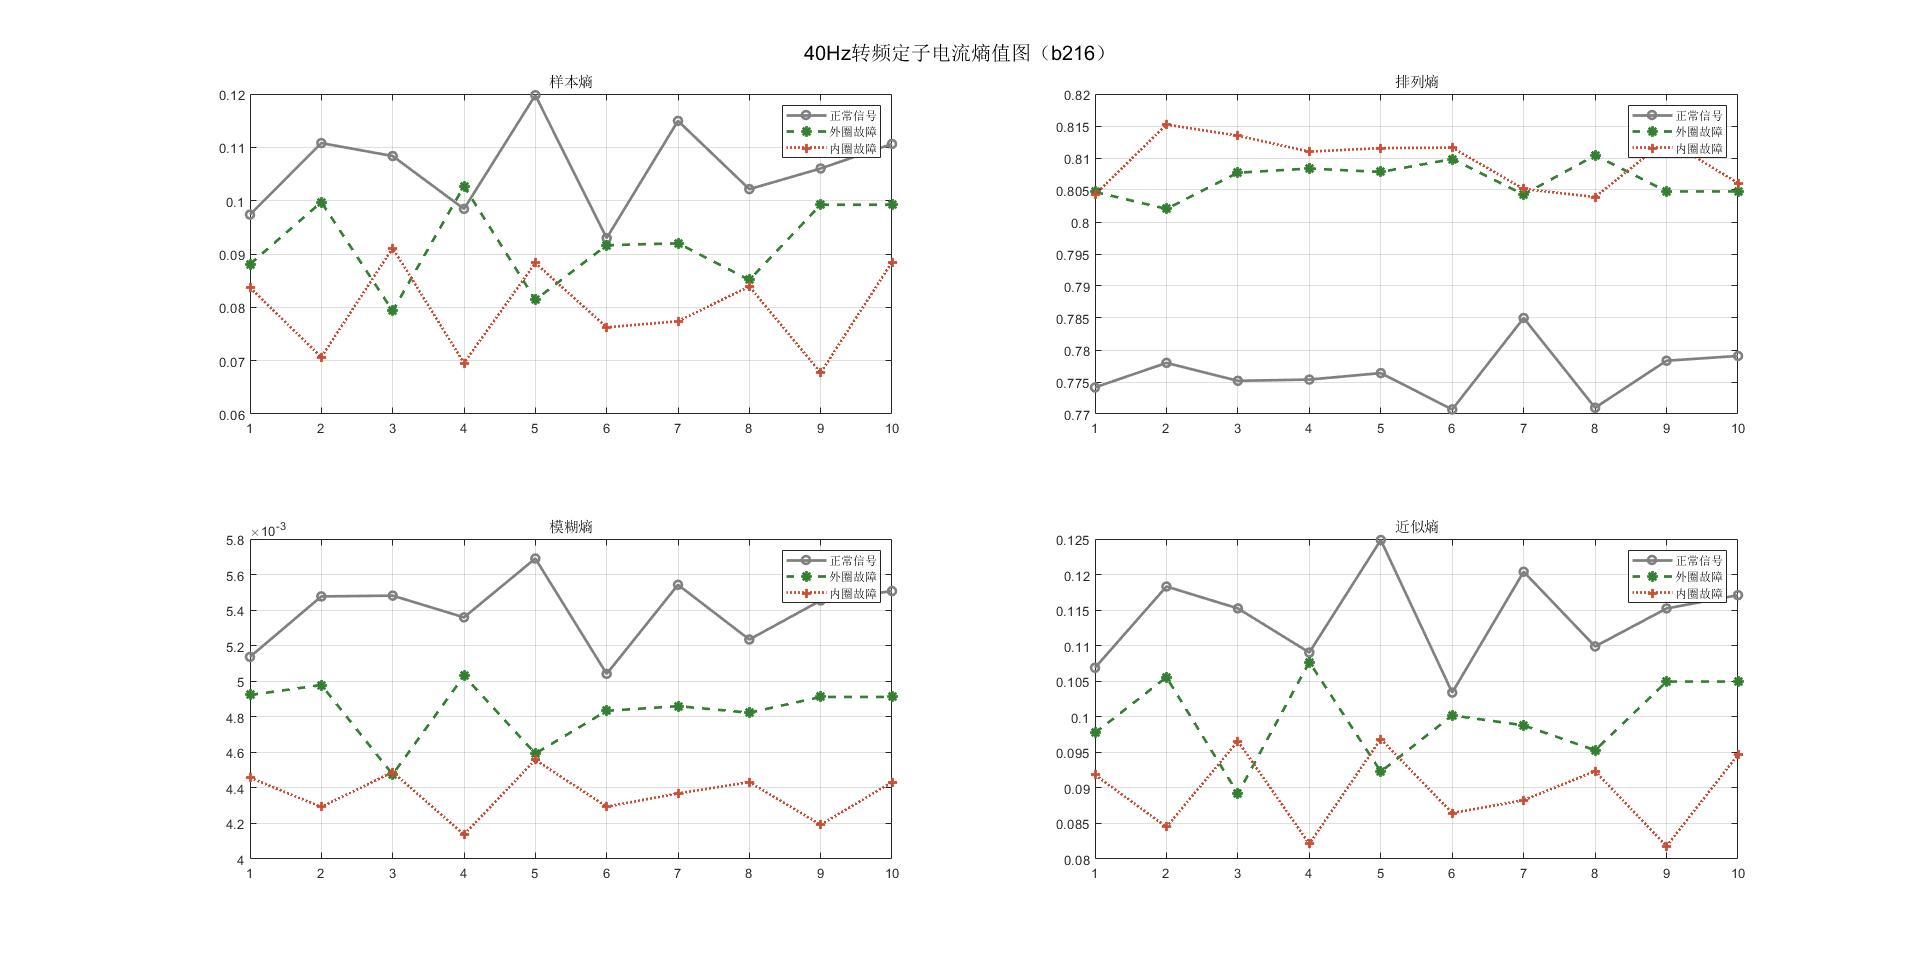 40Hz转频定子电流熵值图（b216）
样本熵
0.12
0.11
0.1
0.09
0.08
0.07
0.06
1 2 3 4 5 6 7 8 9 10
正常信号
外圈故障
内圈故障
排列熵
0.82
0.815
0.81
0.805
0.8
0.795
0.79
0.785
0.78
0.775
0.77
1 2 3 4 5 6 7 8 9 10
正常信号
外圈故障
内圈故障
模糊熵
×10-3
5.8
5.6
5.4
5.2
5
4.8
4.6
4.4
4.2
4
1 2 3 4 5 6 7 8 9 10
正常信号
外圈故障
内圈故障
近似熵
0.125
0.12
0.115
0.11
0.105
0.1
0.095
0.09
0.085
0.08
1 2 3 4 5 6 7 8 9 10
正常信号
外圈故障
内圈故障